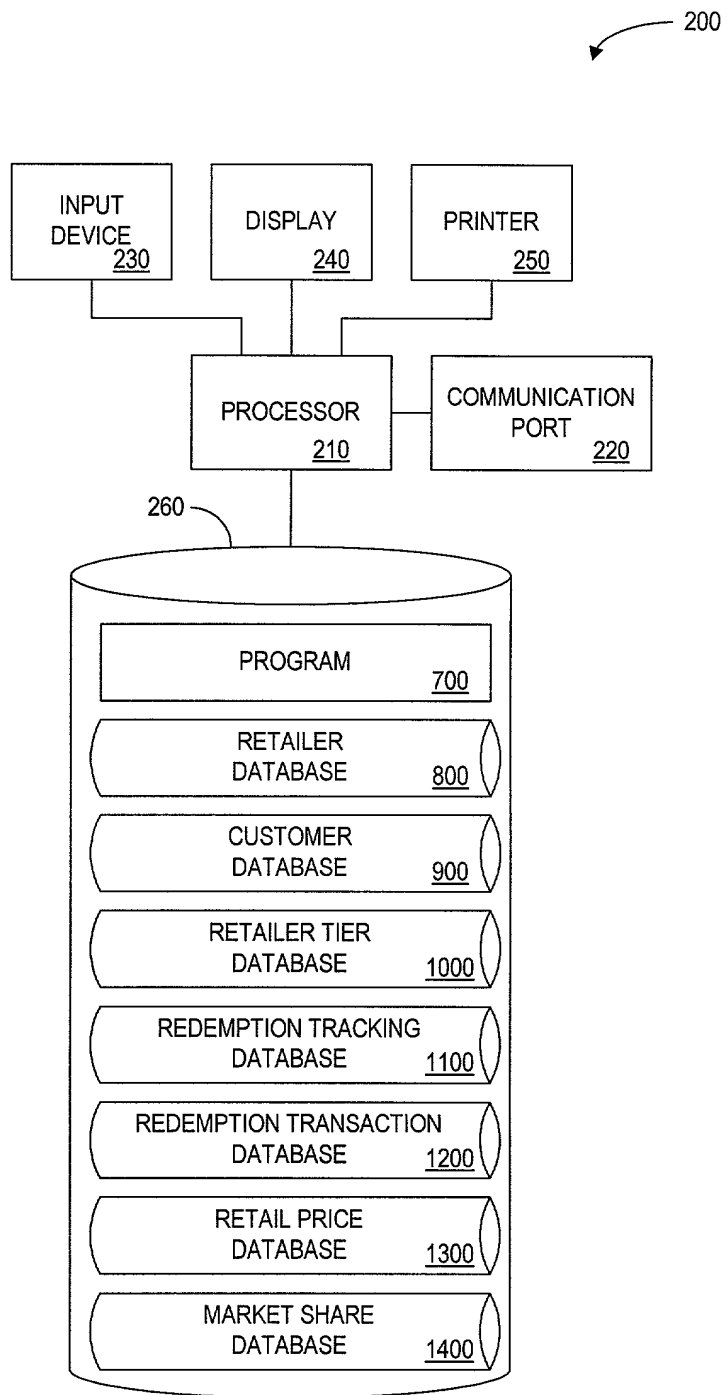 200
INPUT
DEVICE
230
DISPLAY
240
PRINTER
250
PROCESSOR
210
COMMUNICATION
PORT
220
260
PROGRAM
700
RETAILER
DATABASE
800
CUSTOMER
DATABASE
900
RETAILER TIER
DATABASE
1000
REDEMPTION TRACKING
DATABASE
1100
REDEMPTION TRANSACTION
DATABASE
1200
RETAIL PRICE
DATABASE
1300
MARKET SHARE
DATABASE
1400